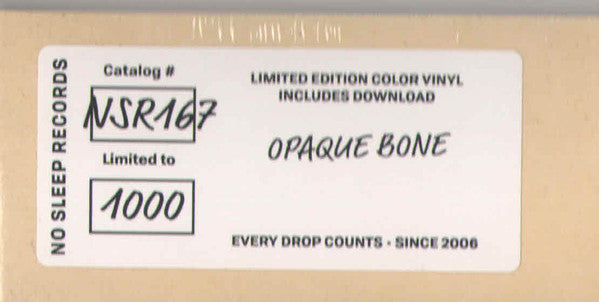 NO SLEEP RECORDS
Catalog #
NSR167
Limited to
1000
LIMITED EDITION COLOR VINYL
INCLUDES DOWNLOAD
OPAQUE BONE
EVERY DROP COUNTS · SINCE 2006